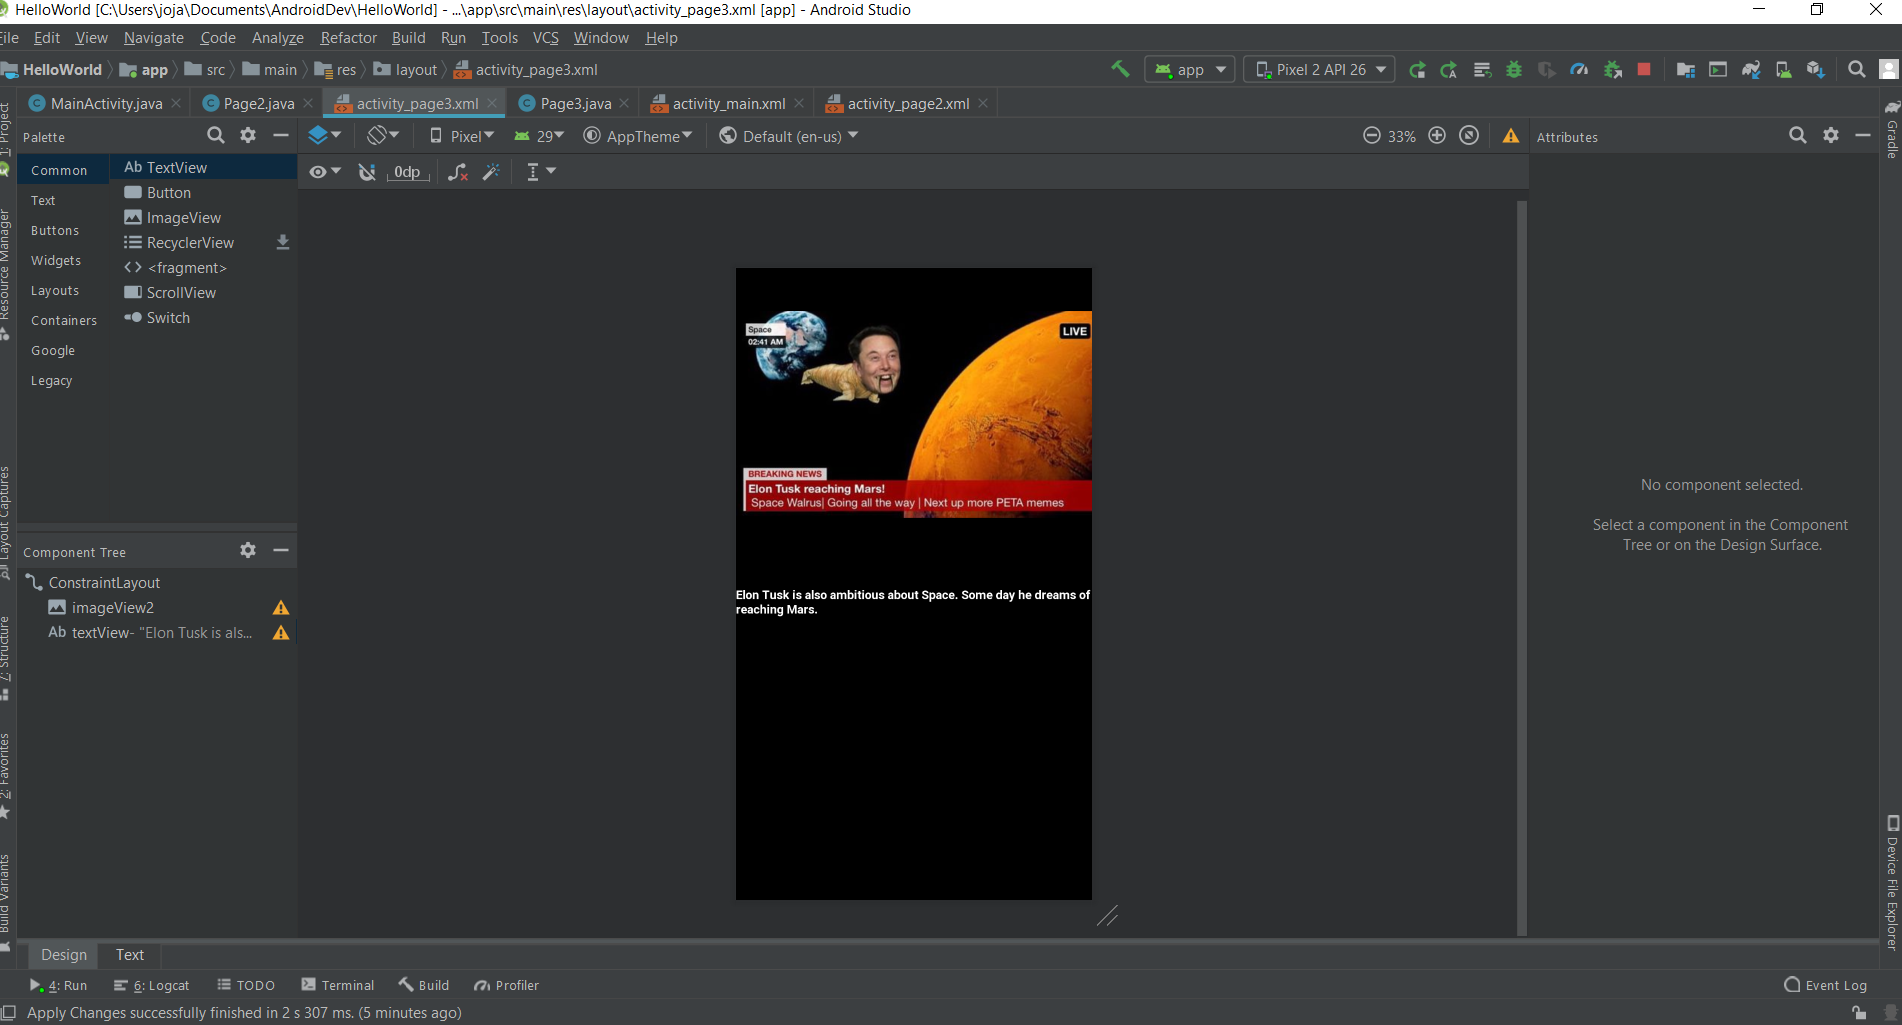 HelloWorld [C:\Users\joja\Documents\AndroidDev\HelloWorld] - ...\app\src\main\res\layout\activity_page3.xml [app] - Android Studio
File Edit View Navigate Code Analyze Refactor Build Run Tools VCS Window Help
HelloWorld app src main res layout activity_page3.xml app Pixel 2 API 26
MainActivity.java Page2.java activity_page3.xml Page3.java activity_main.xml activity_page2.xml
Palette Pixel 29 AppTheme Default (en-us) 33% Attributes
0dp
Common
Text
Buttons
Widgets
Layouts
Containers
Google
Legacy
Ab TextView
Button
ImageView
RecyclerView
<fragment>
ScrollView
Switch
Component Tree
ConstraintLayout
imageView2
Ab textView- "Elon Tusk is als...
Space
02:41 AM
LIVE
BREAKING NEWS
Elon Tusk reaching Mars!
Space Walrus| Going all the way | Next up more PETA memes
Elon Tusk is also ambitious about Space. Some day he dreams of
reaching Mars.
No component selected.
Select a component in the Component
Tree or on the Design Surface.
1: Project
Resource Manager
Layout Captures
7: Structure
2: Favorites
Build Variants
Gradle
Device File Explorer
Design Text
4: Run 6: Logcat TODO Terminal Build Profiler Event Log
Apply Changes successfully finished in 2 s 307 ms. (5 minutes ago)